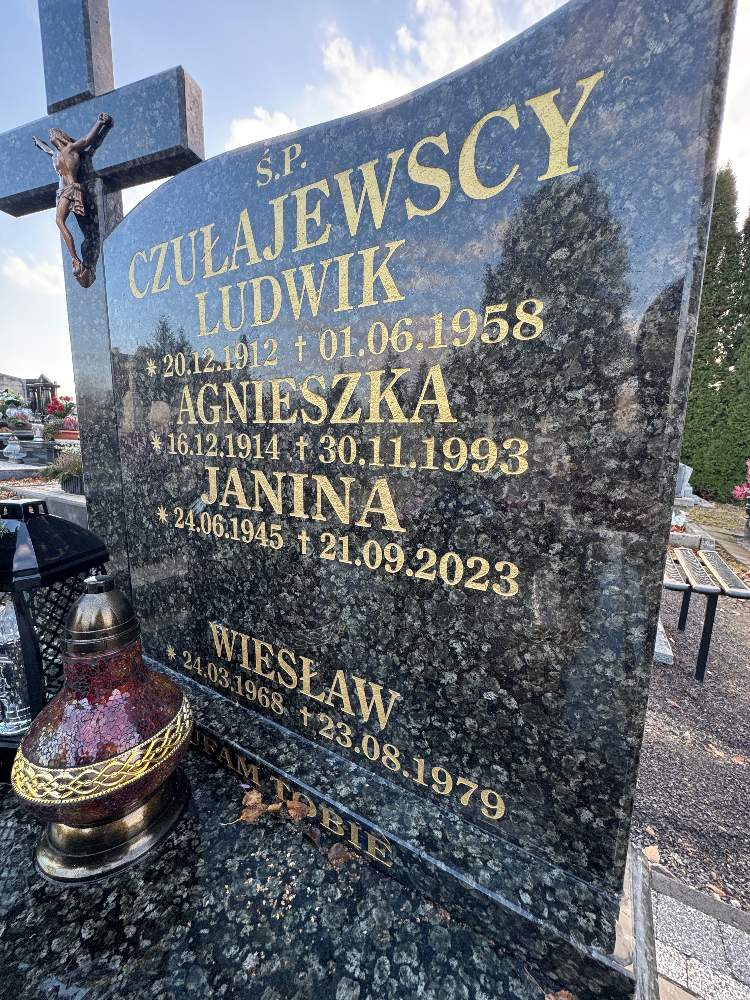 Ś.P.
CZUŁAJEWSCY
LUDWIK
* 20.12.1912 † 01.06.1958
AGNIESZKA
* 16.12.1914 † 30.11.1993
JANINA
* 24.06.1945 † 21.09.2023
WIESŁAW
* 24.03.1968 † 23.08.1979
UFAM TOBIE